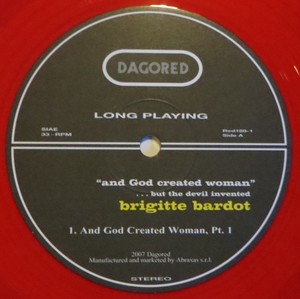 DAGORED
LONG PLAYING
SIAE
33 - RPM
Red180-1
Side A
"and God created woman"
. . . but the devil invented
brigitte bardot
1. And God Created Woman, Pt. 1
2007 Dagored
Manufactured and marketed by Abraxas s.r.l.
STEREO